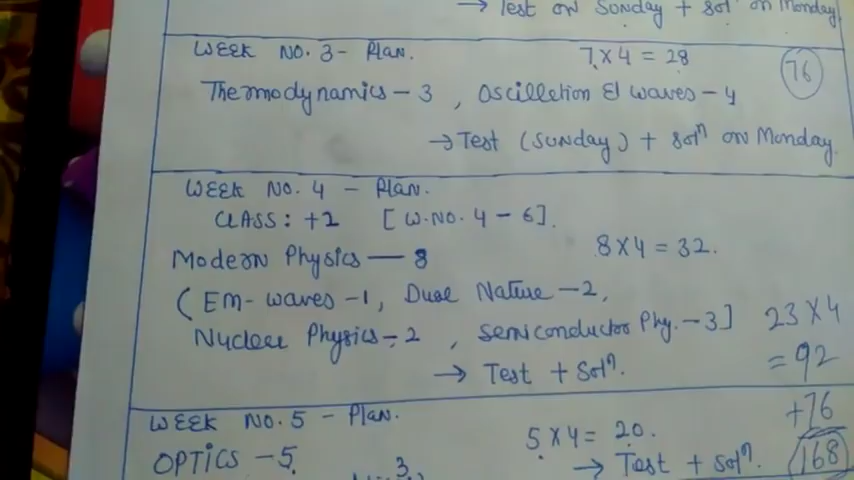 → Test on Sunday + Solⁿ on Monday
WEEK NO. 3 - Plan. 7 x 4 = 28 76
Thermodynamics - 3 , Oscilletion & waves - 4
→ Test (Sunday) + Solⁿ on Monday.
WEEK NO. 4 - Plan.
CLASS: +2 [W.NO. 4 - 6].
Modern Physics — 8 8 x 4 = 32.
( EM- waves - 1, Dual Nature - 2,
Nuclear Physics - 2 , Semiconductor Phy. - 3] 23 x 4
→ Test + Solⁿ. = 92
WEEK NO. 5 - Plan. +76
5 x 4 = 20.
OPTICS - 5. → Test + Solⁿ. 168
3